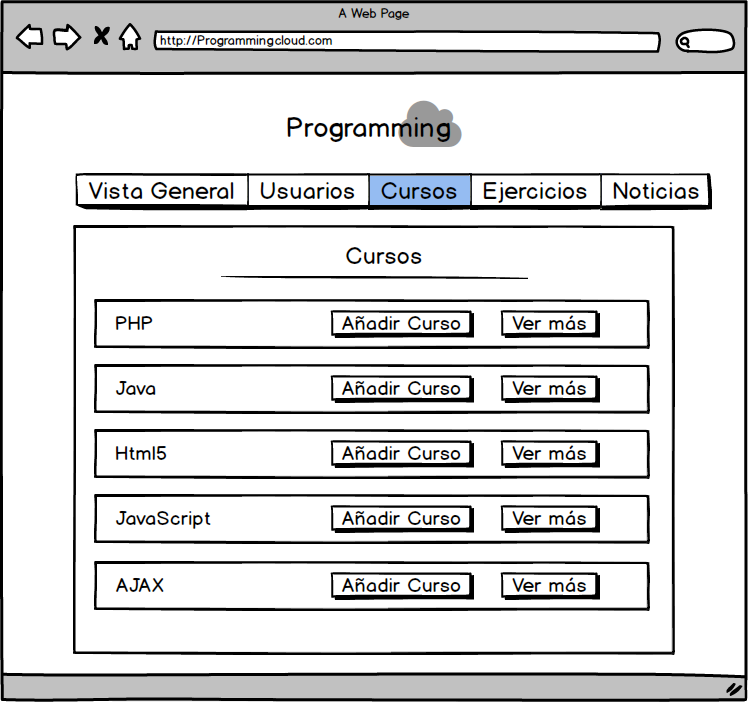 A Web Page
http://Programmingcloud.com
Programming
Vista General Usuarios Cursos Ejercicios Noticias
Cursos
PHP Añadir Curso Ver más
Java Añadir Curso Ver más
Html5 Añadir Curso Ver más
JavaScript Añadir Curso Ver más
AJAX Añadir Curso Ver más